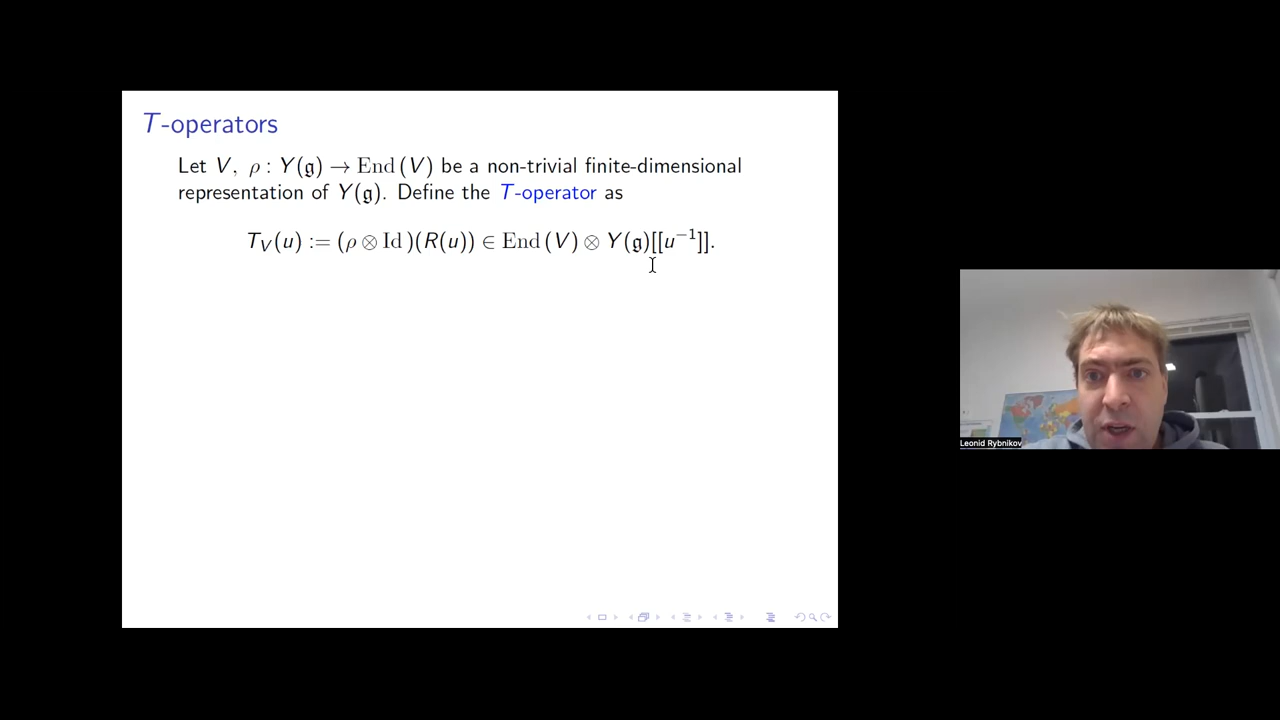 T-operators
Let V, ρ : Y(𝔤) → End (V) be a non-trivial finite-dimensional
representation of Y(𝔤). Define the T-operator as
T_V(u) := (ρ ⊗ Id )(R(u)) ∈ End (V) ⊗ Y(𝔤)[[u⁻¹]].
Leonid Rybnikov